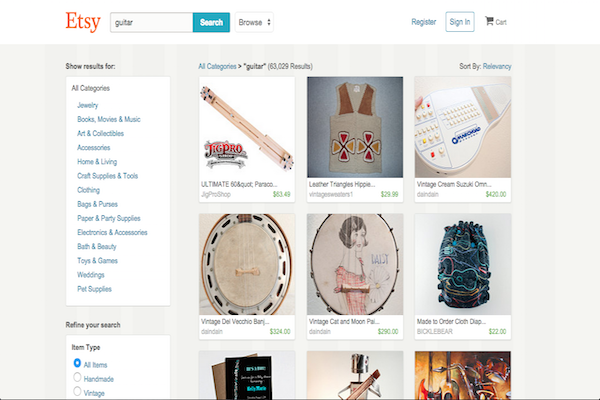 Etsy
guitar
Search
Browse
Register
Sign In
Cart
Show results for:
All Categories
Jewelry
Books, Movies & Music
Art & Collectibles
Accessories
Home & Living
Craft Supplies & Tools
Clothing
Bags & Purses
Paper & Party Supplies
Electronics & Accessories
Bath & Beauty
Toys & Games
Weddings
Pet Supplies
Refine your search
Item Type
All Items
Handmade
Vintage
All Categories > "guitar" (63,029 Results)
Sort By: Relevancy
JIGPRO
ULTIMATE 60&quot; Paraco...
JigProShop $63.49
Leather Triangles Hippie...
vintagesweaters1 $29.99
Vintage Cream Suzuki Omn...
daindain $420.00
Vintage Del Vecchio Banj...
daindain $324.00
Vintage Cat and Moon Pai...
daindain $290.00
Made to Order Cloth Diap...
BICKLEBEAR $22.00